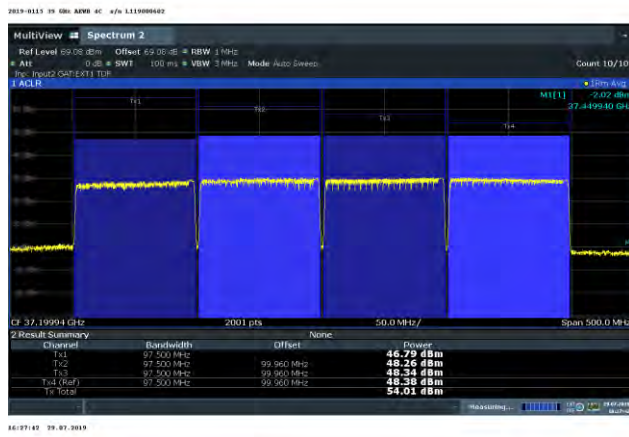 2019-0115 39 GHz AEWB 4C s/n L119000602
MultiView Spectrum 2
Ref Level 69.08 dBm Offset 69.08 dB RBW 1 MHz
Att 0 dB SWT 100 ms VBW 3 MHz Mode Auto Sweep Count 10/10
1 ACLR 1Rm Avg
M1[1] -2.02 dBm
37.449940 GHz
Tx1
Tx2
Tx3
Tx4
CF 37.19994 GHz 2001 pts 50.0 MHz/ Span 500.0 MHz
2 Result Summary None
Channel Bandwidth Offset Power
Tx1 97.500 MHz 46.79 dBm
Tx2 97.500 MHz 99.960 MHz 48.26 dBm
Tx3 97.500 MHz 99.960 MHz 48.34 dBm
Tx4 (Ref) 97.500 MHz 99.960 MHz 48.38 dBm
Tx Total 54.01 dBm
Measuring...
16:27:42 29.07.2019